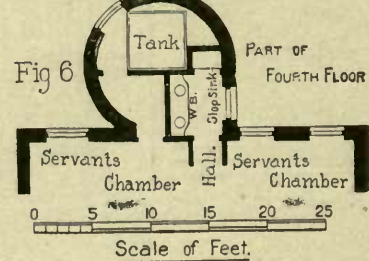 Tank
PART OF
FOURTH FLOOR
Fig 6
W.B.
Slop Sink
Hall.
Servants
Chamber
Servants
Chamber
0 5 10 15 20 25
Scale of Feet.